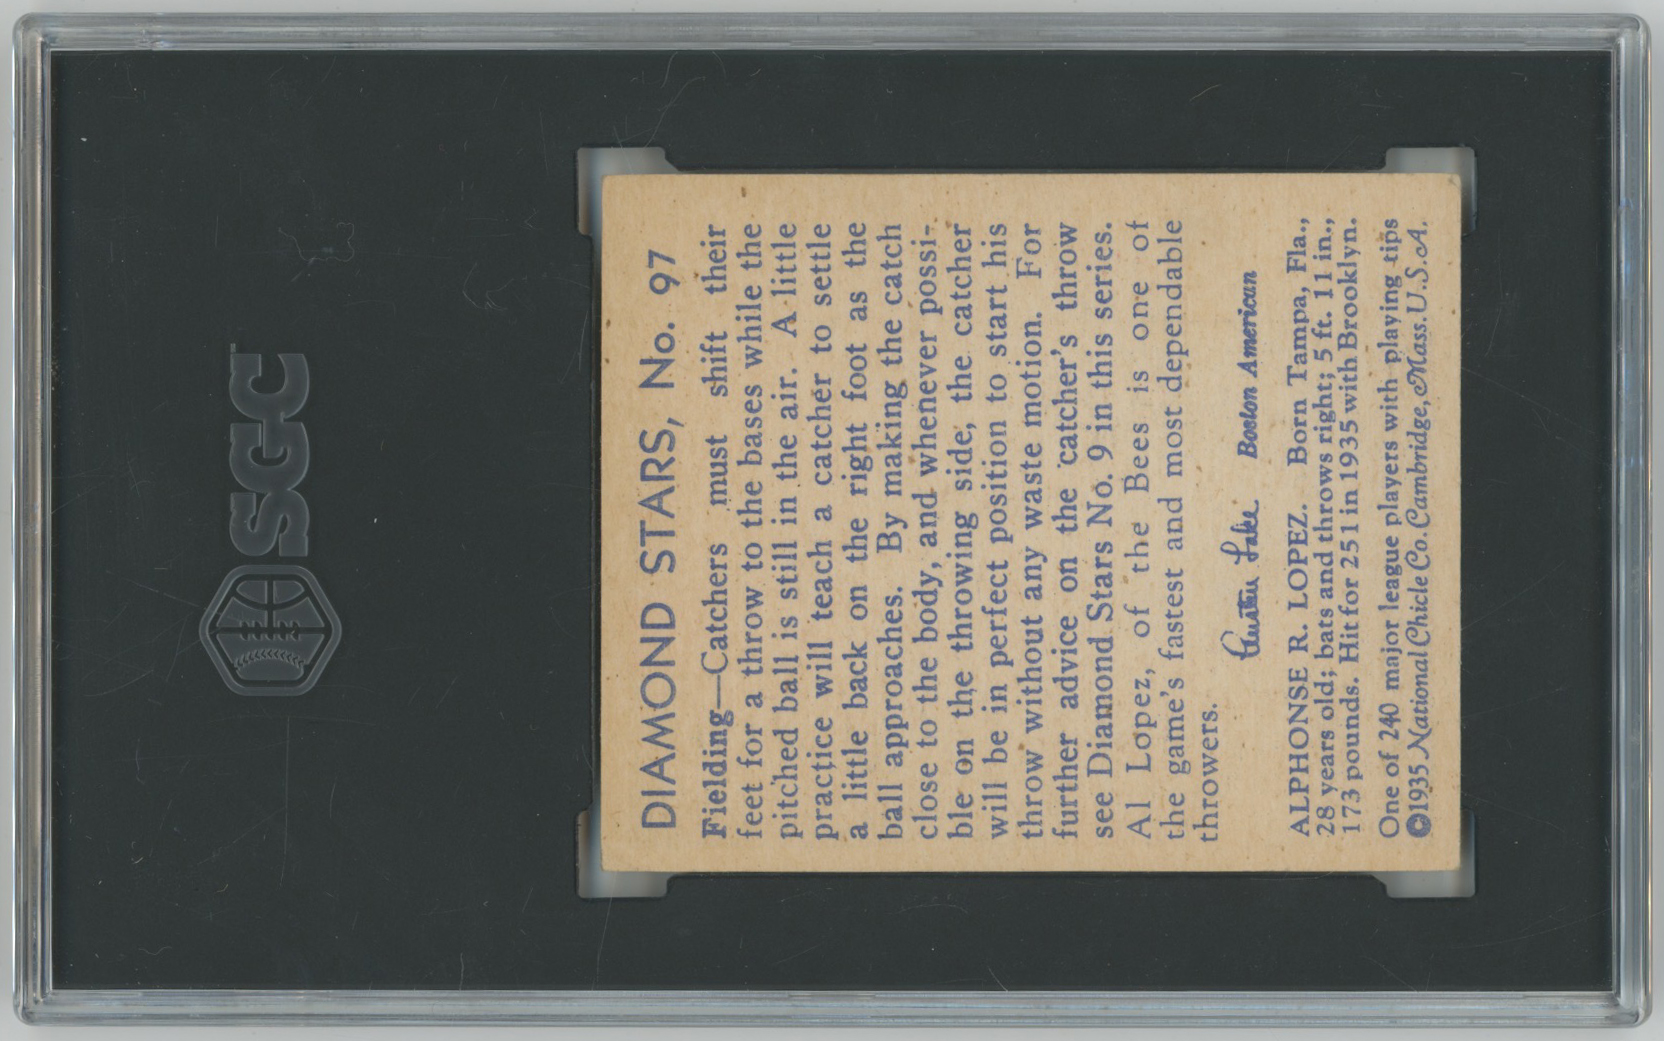 SGC
DIAMOND STARS, No. 97
Fielding—Catchers must shift their
feet for a throw to the bases while the
pitched ball is still in the air. A little
practice will teach a catcher to settle
a little back on the right foot as the
ball approaches. By making the catch
close to the body, and whenever possi-
ble on the throwing side, the catcher
will be in perfect position to start his
throw without any waste motion. For
further advice on the catcher's throw
see Diamond Stars No. 9 in this series.
Al Lopez, of the Bees is one of
the game's fastest and most dependable
throwers.
Austen Lake Boston American
ALPHONSE R. LOPEZ. Born Tampa, Fla.,
28 years old; bats and throws right; 5 ft. 11 in.,
173 pounds. Hit for 251 in 1935 with Brooklyn.
One of 240 major league players with playing tips
©1935 National Chicle Co. Cambridge, Mass. U.S.A.